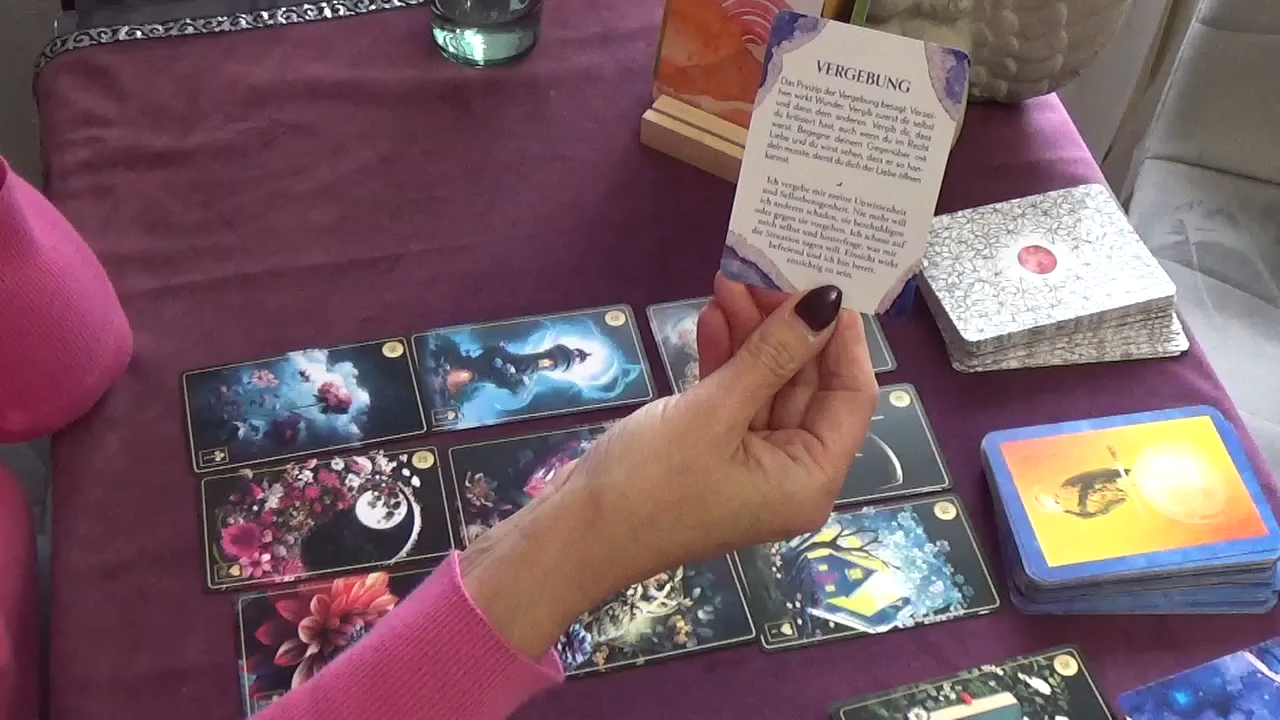 VERGEBUNG
Das Prinzip der Vergebung besagt: Verzei-
hen wirkt Wunder. Vergib zuerst dir selbst
und dann dem anderen. Vergib dir, dass
du kritisiert hast, auch wenn du im Recht
warst. Begegne deinem Gegenüber mit
Liebe und du wirst sehen, dass er so han-
deln musste, damit du dich der Liebe öffnen
kannst.
Ich vergebe mir meine Unwissenheit
und Selbstbezogenheit. Nie mehr will
ich anderen schaden, sie beschuldigen
oder gegen sie vorgehen. Ich schaue auf
mich selbst und hinterfrage, was mir
die Situation sagen will. Einsicht wirkt
befreiend und ich bin bereit,
einsichtig zu sein.